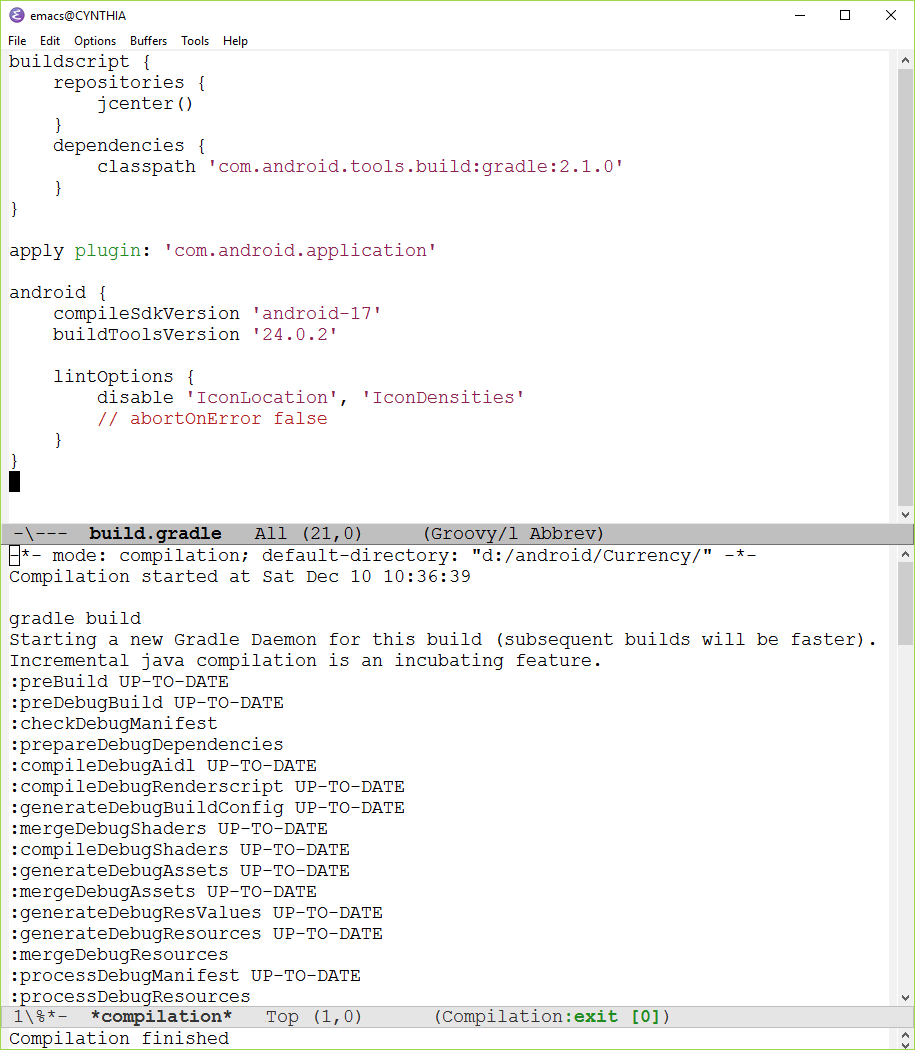 emacs@CYNTHIA
File Edit Options Buffers Tools Help
buildscript {
    repositories {
        jcenter()
    }
    dependencies {
        classpath 'com.android.tools.build:gradle:2.1.0'
    }
}

apply plugin: 'com.android.application'

android {
    compileSdkVersion 'android-17'
    buildToolsVersion '24.0.2'

    lintOptions {
        disable 'IconLocation', 'IconDensities'
        // abortOnError false
    }
}
-\---  build.gradle   All (21,0)      (Groovy/l Abbrev)
-*- mode: compilation; default-directory: "d:/android/Currency/" -*-
Compilation started at Sat Dec 10 10:36:39

gradle build
Starting a new Gradle Daemon for this build (subsequent builds will be faster).
Incremental java compilation is an incubating feature.
:preBuild UP-TO-DATE
:preDebugBuild UP-TO-DATE
:checkDebugManifest
:prepareDebugDependencies
:compileDebugAidl UP-TO-DATE
:compileDebugRenderscript UP-TO-DATE
:generateDebugBuildConfig UP-TO-DATE
:mergeDebugShaders UP-TO-DATE
:compileDebugShaders UP-TO-DATE
:generateDebugAssets UP-TO-DATE
:mergeDebugAssets UP-TO-DATE
:generateDebugResValues UP-TO-DATE
:generateDebugResources UP-TO-DATE
:mergeDebugResources
:processDebugManifest UP-TO-DATE
:processDebugResources
1\%*-  *compilation*   Top (1,0)      (Compilation:exit [0])
Compilation finished